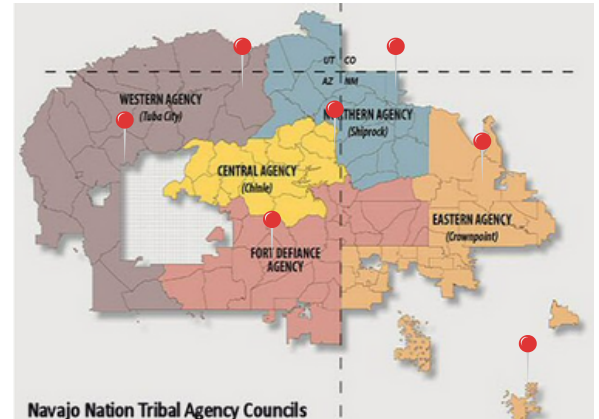 UT CO
AZ NM
WESTERN AGENCY
(Tuba City)
NORTHERN AGENCY
(Shiprock)
CENTRAL AGENCY
(Chinle)
EASTERN AGENCY
(Crownpoint)
FORT DEFIANCE
AGENCY
Navajo Nation Tribal Agency Councils